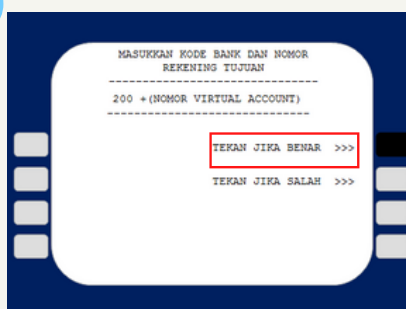 MASUKKAN KODE BANK DAN NOMOR
REKENING TUJUAN
--------------------------------
200 +(NOMOR VIRTUAL ACCOUNT)
-------------------------------
TEKAN JIKA BENAR >>>
TEKAN JIKA SALAH >>>